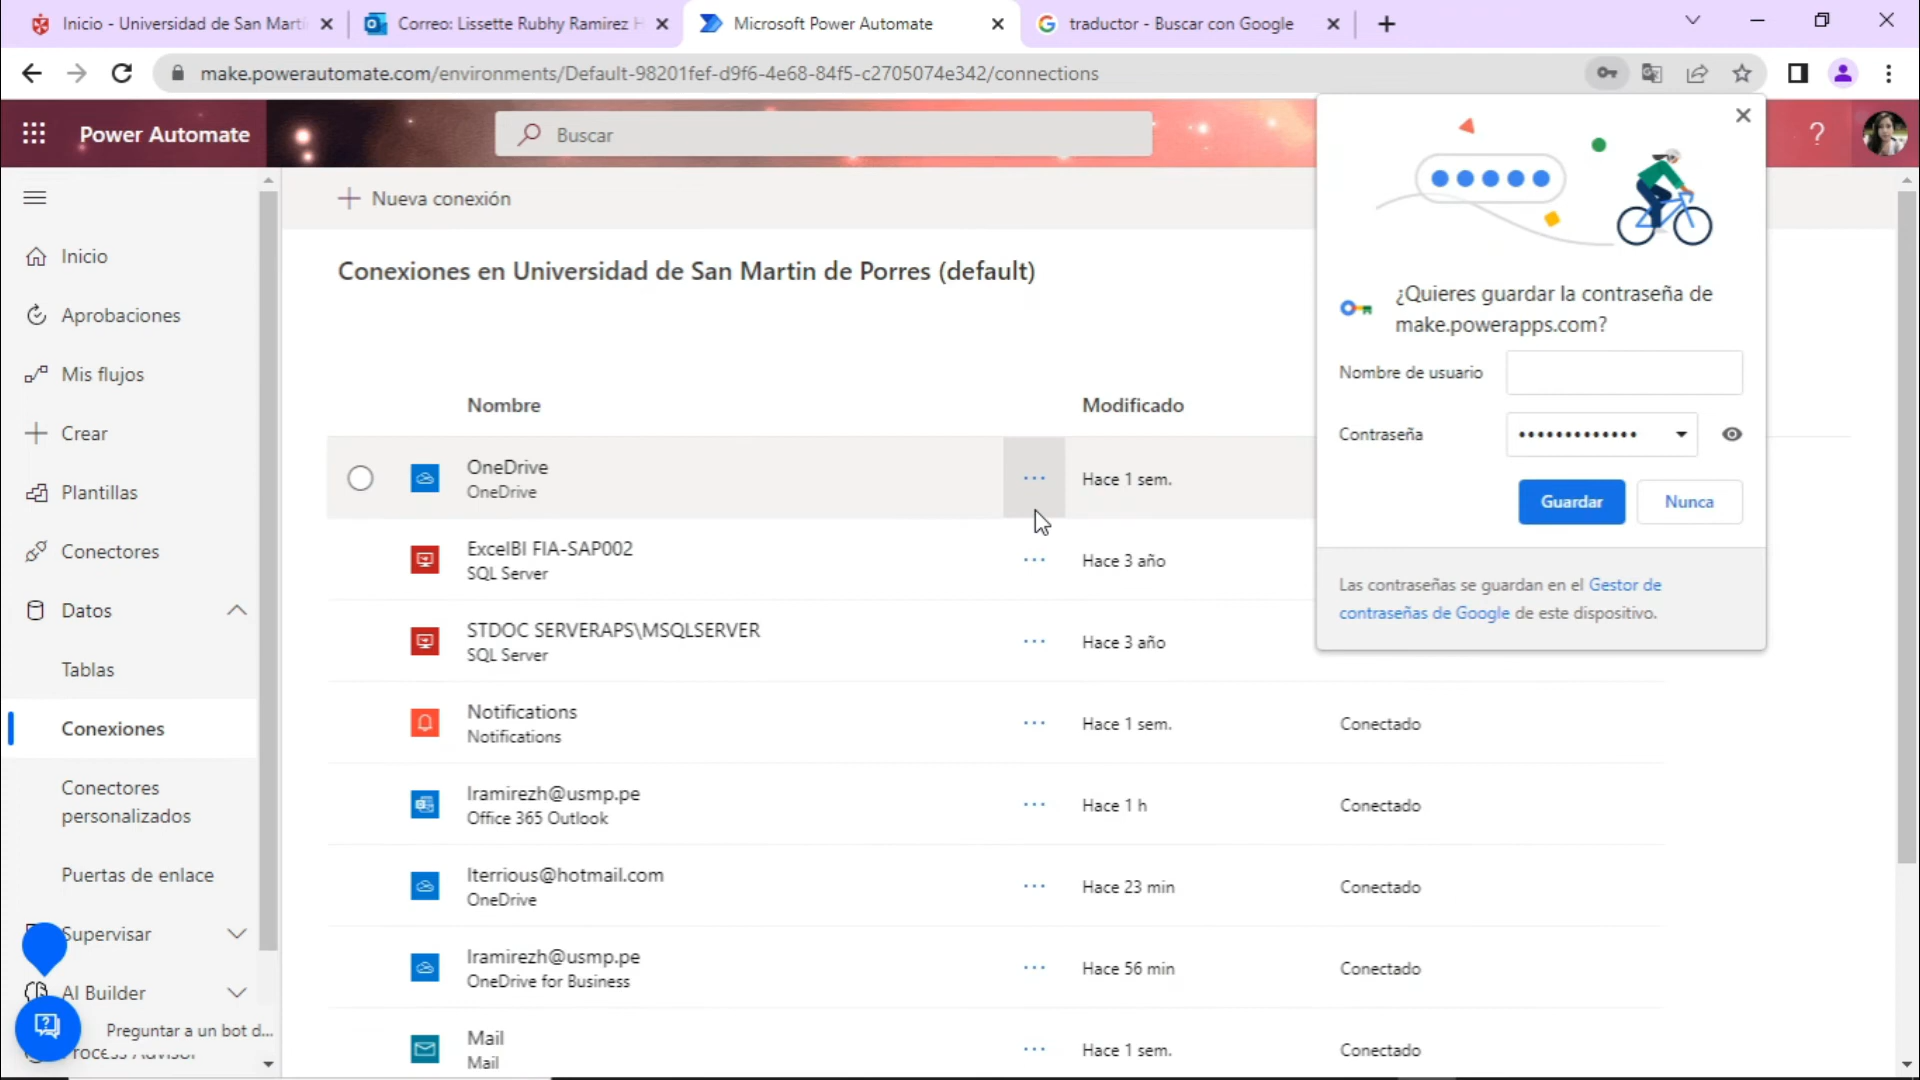 Inicio - Universidad de San Martí
Correo: Lissette Rubhy Ramirez H
Microsoft Power Automate
traductor - Buscar con Google
make.powerautomate.com/environments/Default-98201fef-d9f6-4e68-84f5-c2705074e342/connections
Power Automate
Buscar
?
Nueva conexión
Inicio
Aprobaciones
Mis flujos
Crear
Plantillas
Conectores
Datos
Tablas
Conexiones
Conectores
personalizados
Puertas de enlace
Supervisar
AI Builder
Preguntar a un bot d...
Conexiones en Universidad de San Martin de Porres (default)
Nombre
Modificado
OneDrive
OneDrive
Hace 1 sem.
ExcelBI FIA-SAP002
SQL Server
Hace 3 año
STDOC SERVERAPS\MSQLSERVER
SQL Server
Hace 3 año
Notifications
Notifications
Hace 1 sem.
Conectado
lramirezh@usmp.pe
Office 365 Outlook
Hace 1 h
Conectado
lterrious@hotmail.com
OneDrive
Hace 23 min
Conectado
lramirezh@usmp.pe
OneDrive for Business
Hace 56 min
Conectado
Mail
Mail
Hace 1 sem.
Conectado
¿Quieres guardar la contraseña de
make.powerapps.com?
Nombre de usuario
Contraseña
•••••••••••••
Guardar
Nunca
Las contraseñas se guardan en el Gestor de
contraseñas de Google de este dispositivo.